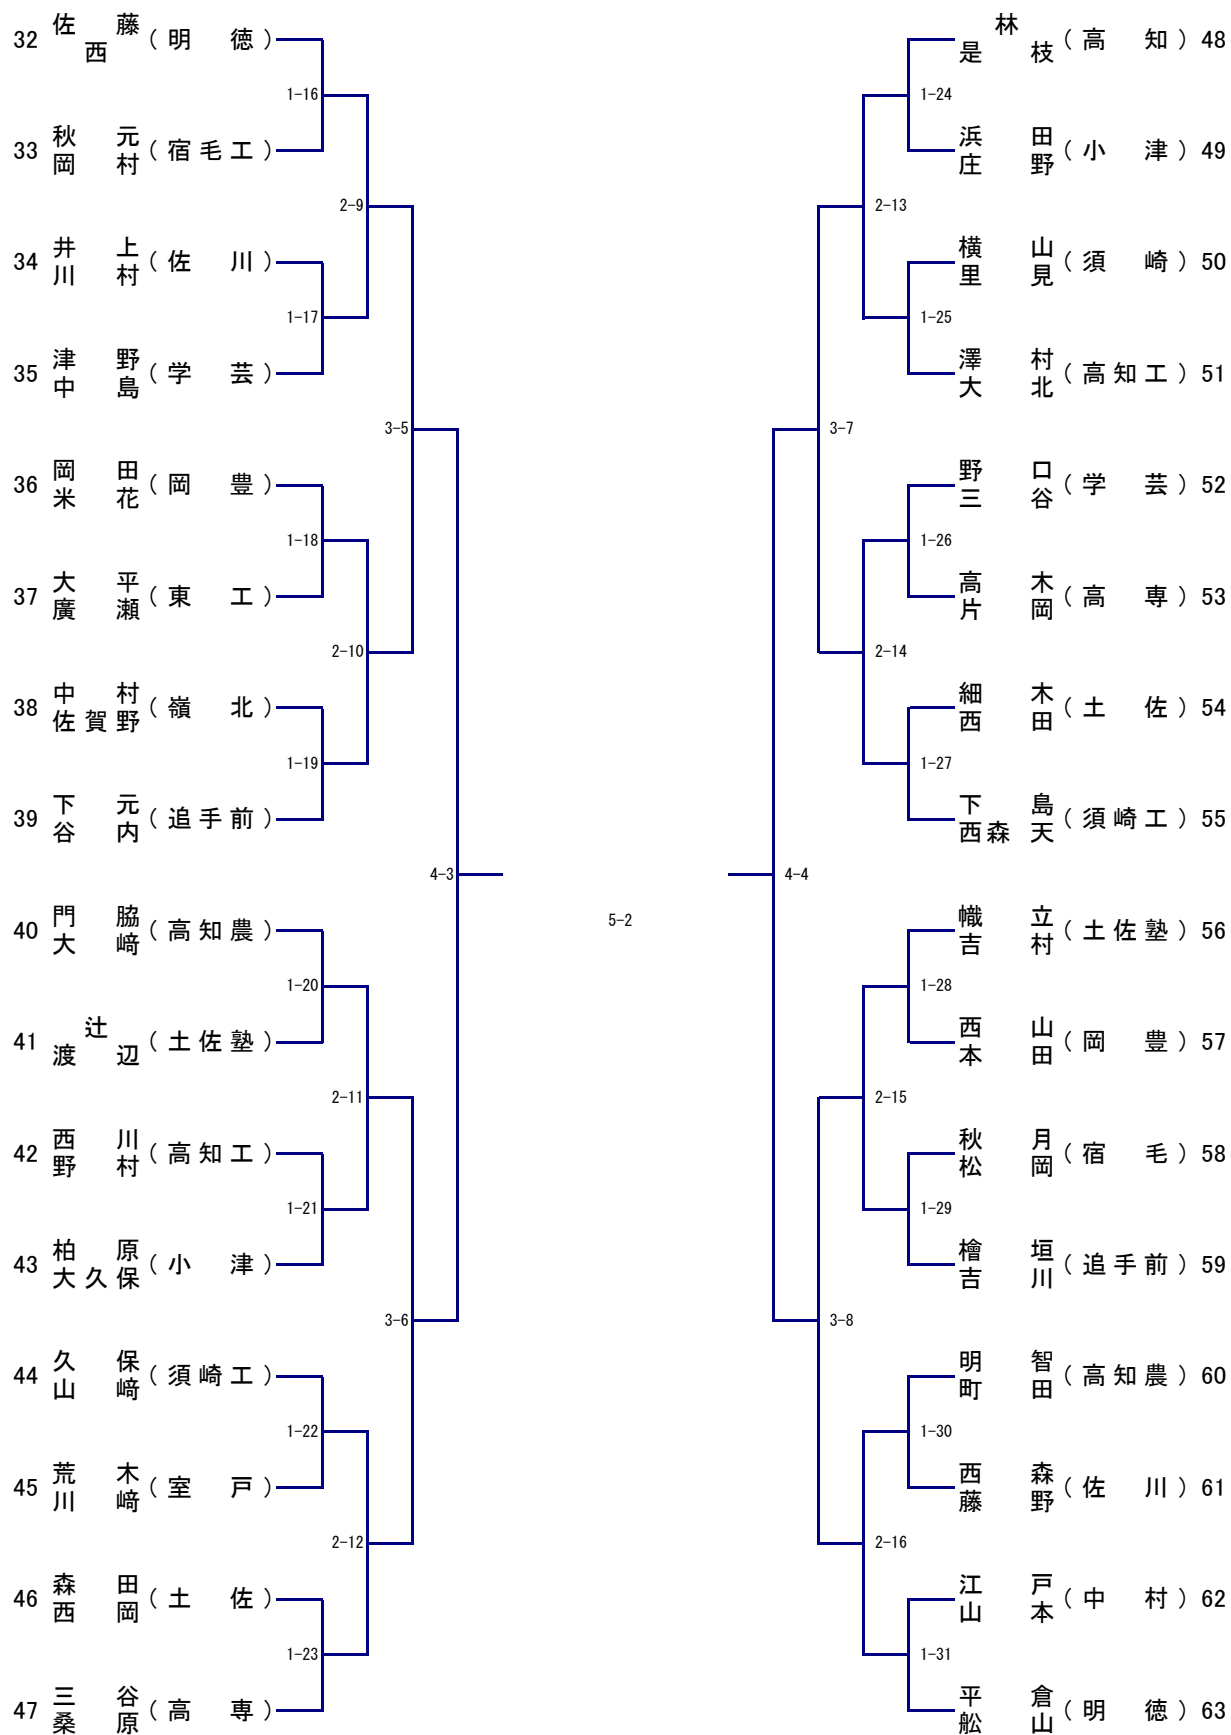 32 佐藤 西 (明徳)
1-16
33 秋元 岡村 (宿毛工)
2-9
34 井上 川村 (佐川)
1-17
35 津野 中島 (学芸)
3-5
36 岡田 米花 (岡豊)
1-18
37 大平 廣瀬 (東工)
2-10
38 中村 佐賀野 (嶺北)
1-19
39 下元 谷内 (追手前)
4-3
40 門脇 大﨑 (高知農)
1-20
41 辻 渡辺 (土佐塾)
2-11
42 西川 野村 (高知工)
1-21
43 柏原 大久保 (小津)
3-6
44 久保 山﨑 (須崎工)
1-22
45 荒木 川﨑 (室戸)
2-12
46 森田 西岡 (土佐)
1-23
47 三谷 桑原 (高専)
5-2
林 是枝 (高知) 48
1-24
浜田 庄野 (小津) 49
2-13
横山 里見 (須崎) 50
1-25
澤村 大北 (高知工) 51
3-7
野口 三谷 (学芸) 52
1-26
高木 片岡 (高専) 53
2-14
細木 西田 (土佐) 54
1-27
下島 西森天 (須崎工) 55
4-4
幟立 吉村 (土佐塾) 56
1-28
西山 本田 (岡豊) 57
2-15
秋月 松岡 (宿毛) 58
1-29
檜垣 吉川 (追手前) 59
3-8
明智 町田 (高知農) 60
1-30
西森 藤野 (佐川) 61
2-16
江戸 山本 (中村) 62
1-31
平倉 舩山 (明徳) 63